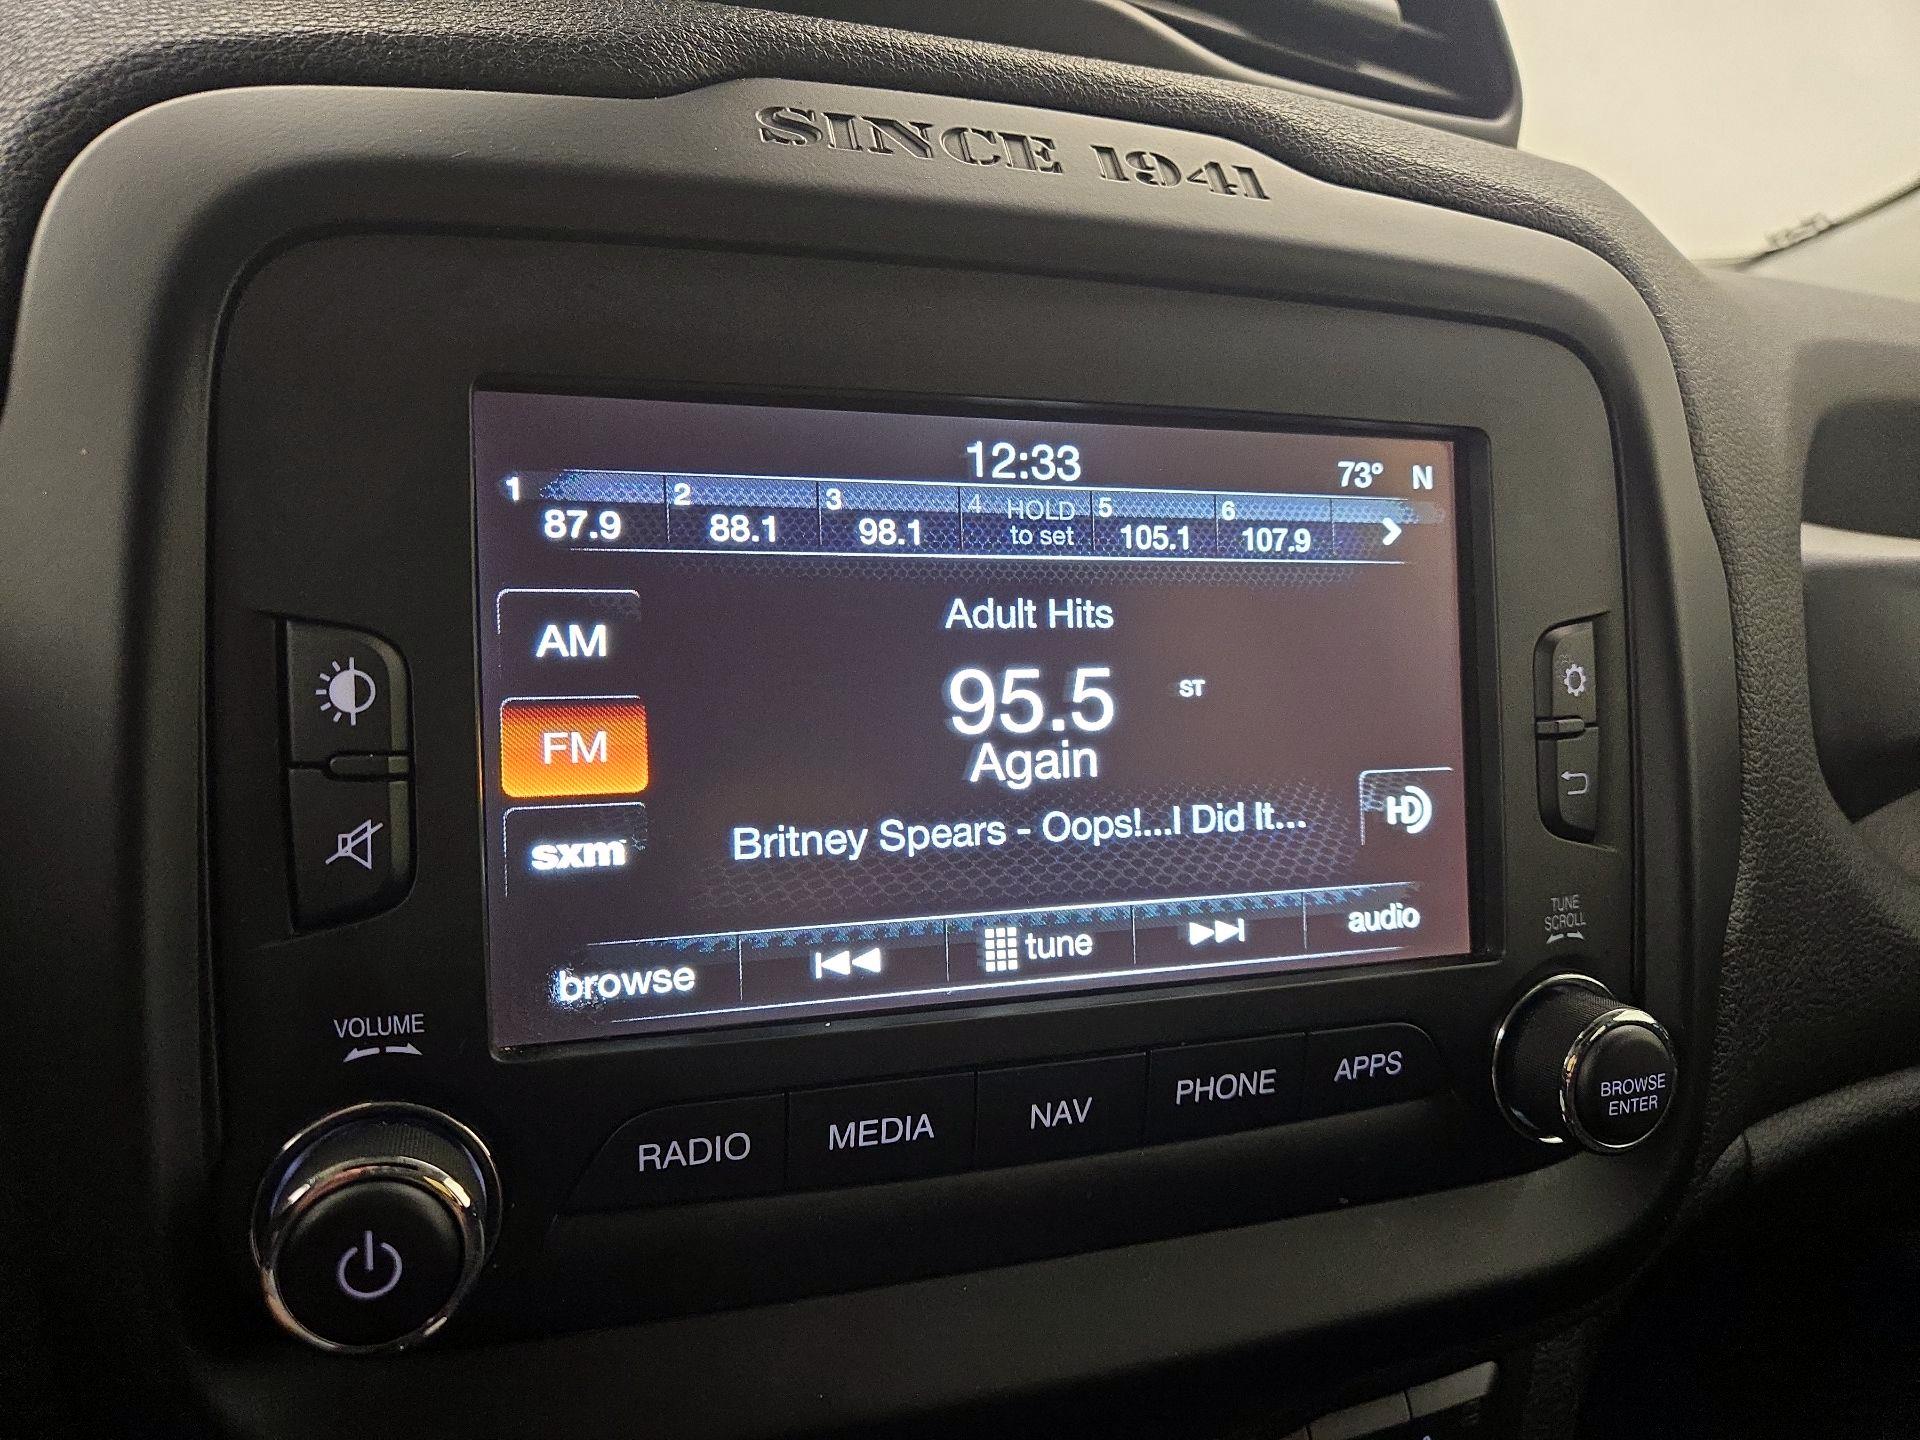 SINCE 1941
12:33
73° N
1 2 3 4 HOLD 5 6
87.9 88.1 98.1 to set 105.1 107.9
AM
Adult Hits
FM
95.5 ST
Again
sxm
Britney Spears - Oops!...I Did It...
HD
browse tune audio
TUNE
SCROLL
VOLUME
RADIO MEDIA NAV PHONE APPS
BROWSE
ENTER